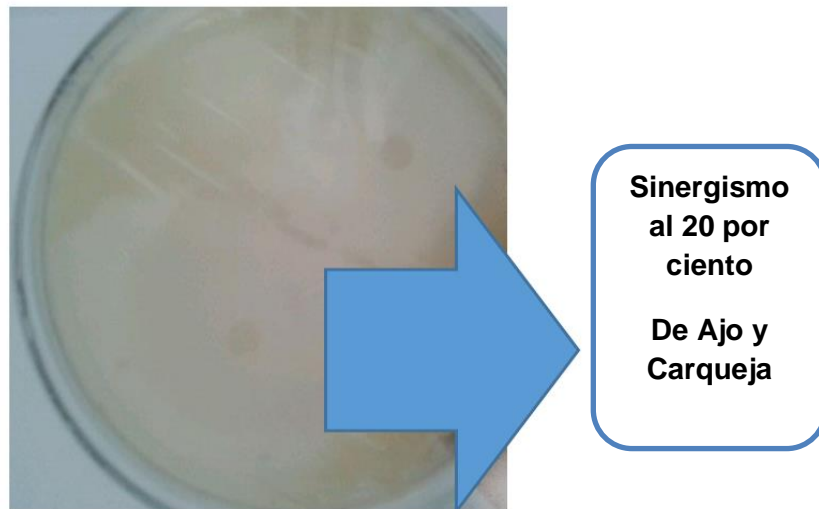 Sinergismo
al 20 por
ciento
De Ajo y
Carqueja